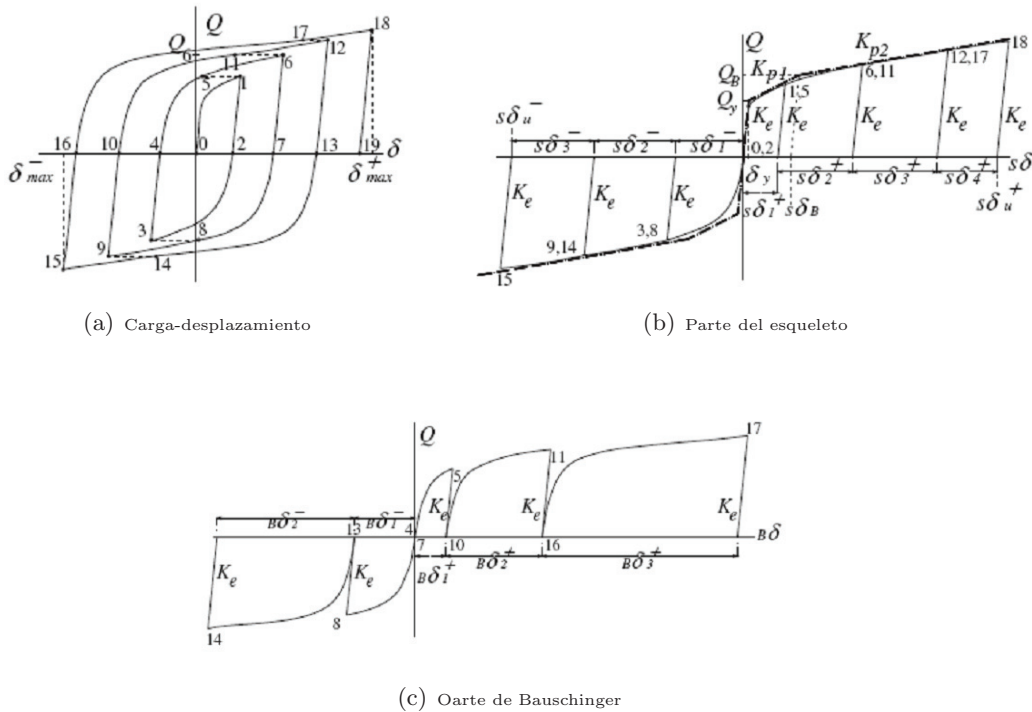 Q
18
17
12
Q6
11
6
5
1
16
10
4
0
2
7
13
19
δ
δ−max
δ+max
3
8
9
14
15
(a) Carga-desplazamiento
Q
Kp2
12,17
18
QB
Kp1
6,11
1,5
Qy
sδu−
Ke
Ke
Ke
Ke
Ke
sδ3−
sδ2−
sδ1−
0,2
sδ
δy
sδ2+
sδ3+
sδ4+
Ke
Ke
Ke
sδ1+
sδB
sδu+
3,8
9,14
15
(b) Parte del esqueleto
Q
17
11
5
Ke
Ke
Ke
Bδ2−
Bδ1−
13
4
Bδ
7
10
16
Ke
Ke
Bδ1+
Bδ2+
Bδ3+
8
14
(c) Oarte de Bauschinger